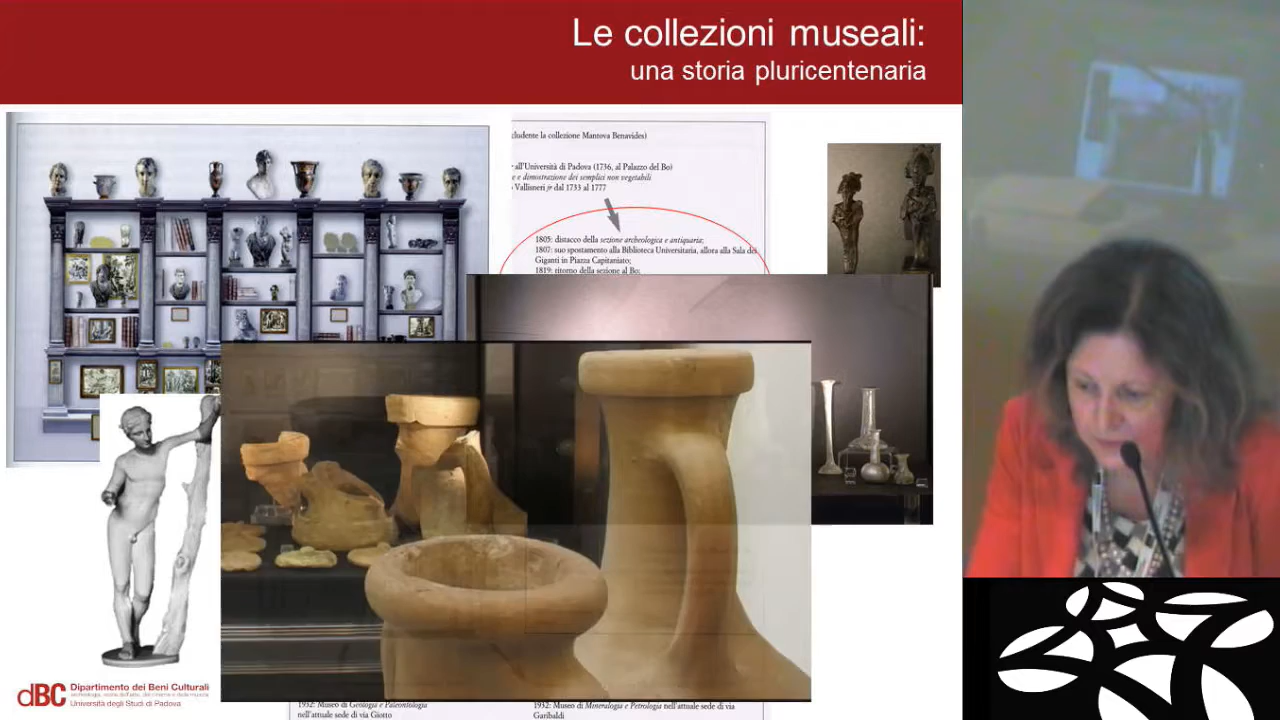 Le collezioni museali:
una storia pluricentenaria
cludente la collezione Mantova Benavides)
all'Università di Padova (1736, al Palazzo del Bo)
e e dimostrazione dei semplici non vegetabili
Vallisneri jr dal 1733 al 1777
1805: distacco della sezione archeologica e antiquaria;
1807: suo spostamento alla Biblioteca Universitaria, allora alla Sala dei
Giganti in Piazza Capitaniato;
1819: ritorno della sezione al Bo;
dBC Dipartimento dei Beni Culturali
Università degli Studi di Padova
1932: Museo di Geologia e Paleontologia
nell'attuale sede di via Giotto
1932: Museo di Mineralogia e Petrologia nell'attuale sede di via
Garibaldi